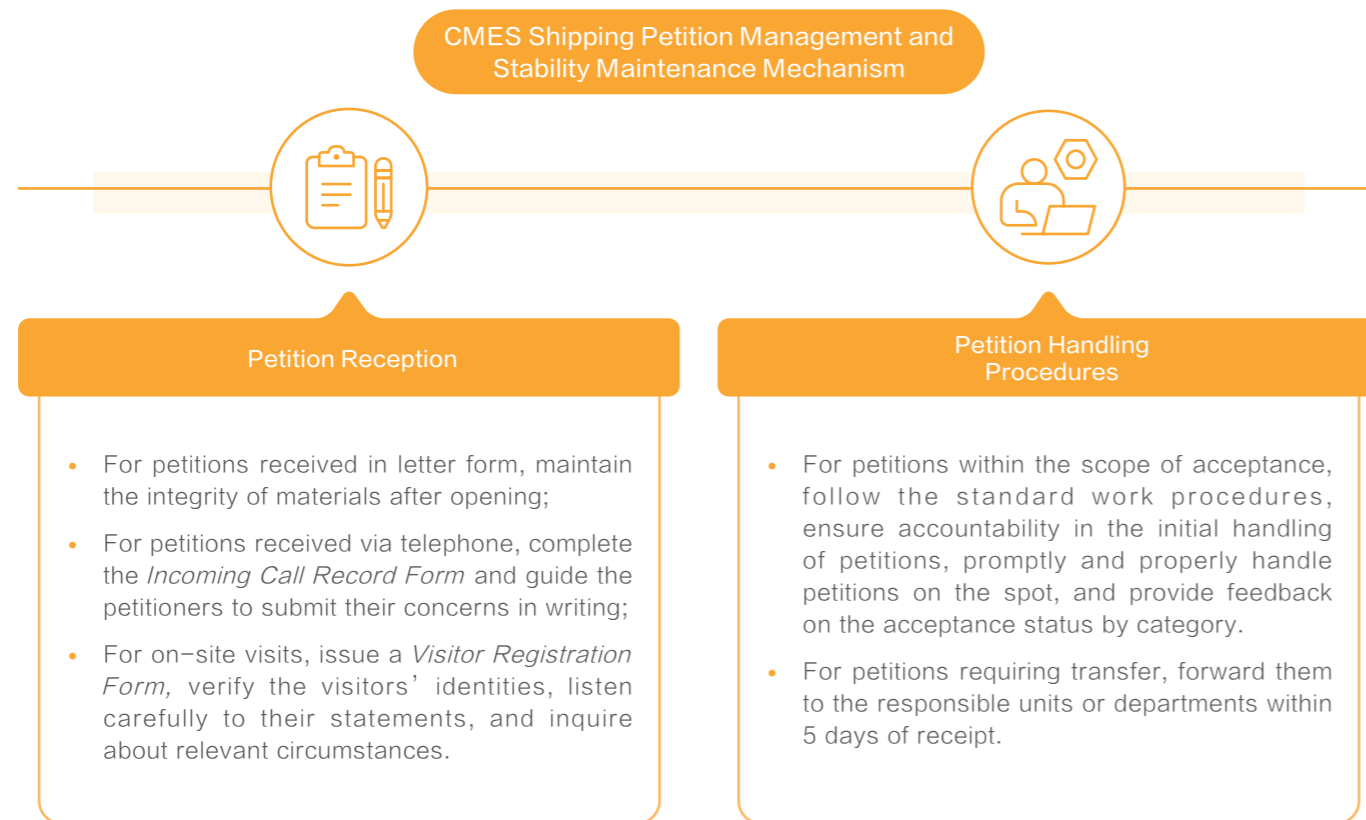 CMES Shipping Petition Management and
Stability Maintenance Mechanism
Petition Reception
• For petitions received in letter form, maintain
the integrity of materials after opening;
• For petitions received via telephone, complete
the Incoming Call Record Form and guide the
petitioners to submit their concerns in writing;
• For on-site visits, issue a Visitor Registration
Form, verify the visitors’ identities, listen
carefully to their statements, and inquire
about relevant circumstances.
Petition Handling
Procedures
• For petitions within the scope of acceptance,
follow the standard work procedures,
ensure accountability in the initial handling
of petitions, promptly and properly handle
petitions on the spot, and provide feedback
on the acceptance status by category.
• For petitions requiring transfer, forward them
to the responsible units or departments within
5 days of receipt.